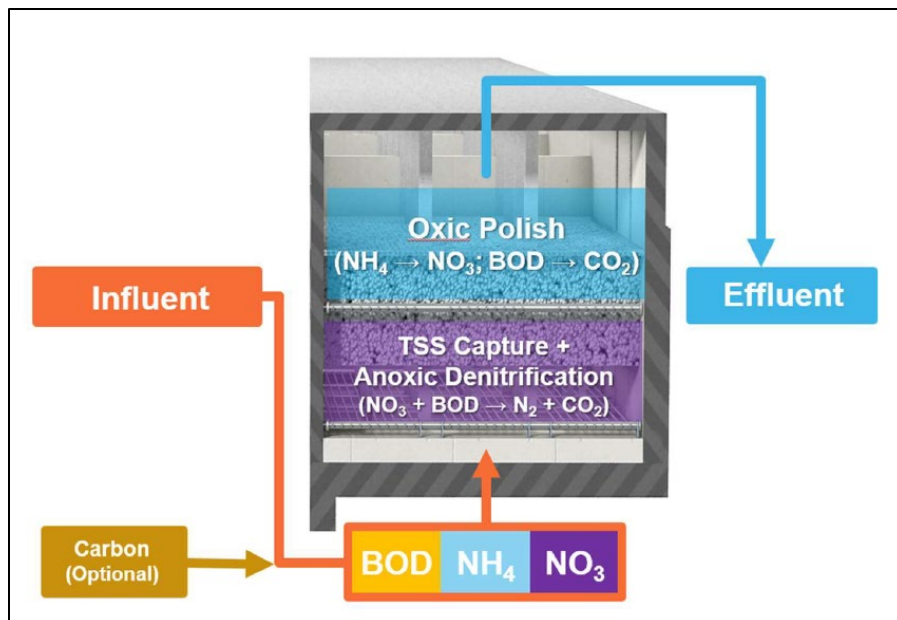 Oxic Polish
(NH₄ → NO₃; BOD → CO₂)
Influent
Effluent
TSS Capture +
Anoxic Denitrification
(NO₃ + BOD → N₂ + CO₂)
Carbon
(Optional)
BOD NH₄ NO₃